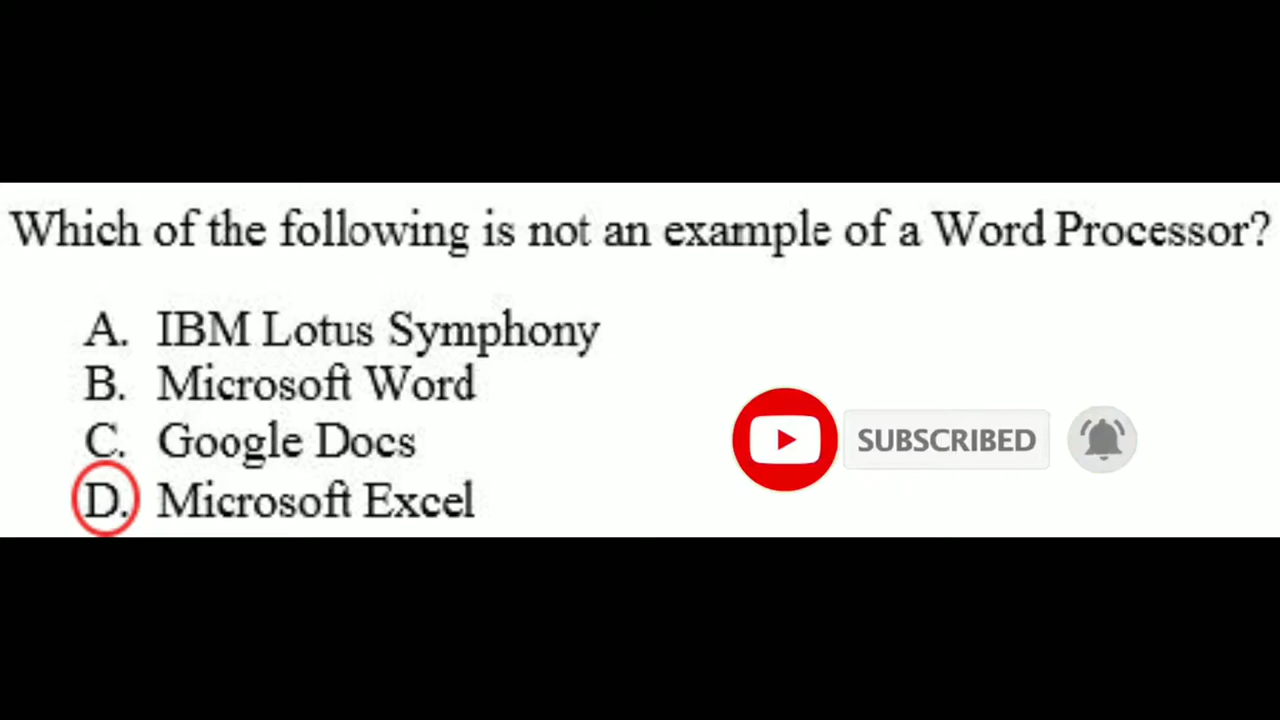 Which of the following is not an example of a Word Processor?
A. IBM Lotus Symphony
B. Microsoft Word
C. Google Docs
D. Microsoft Excel
SUBSCRIBED